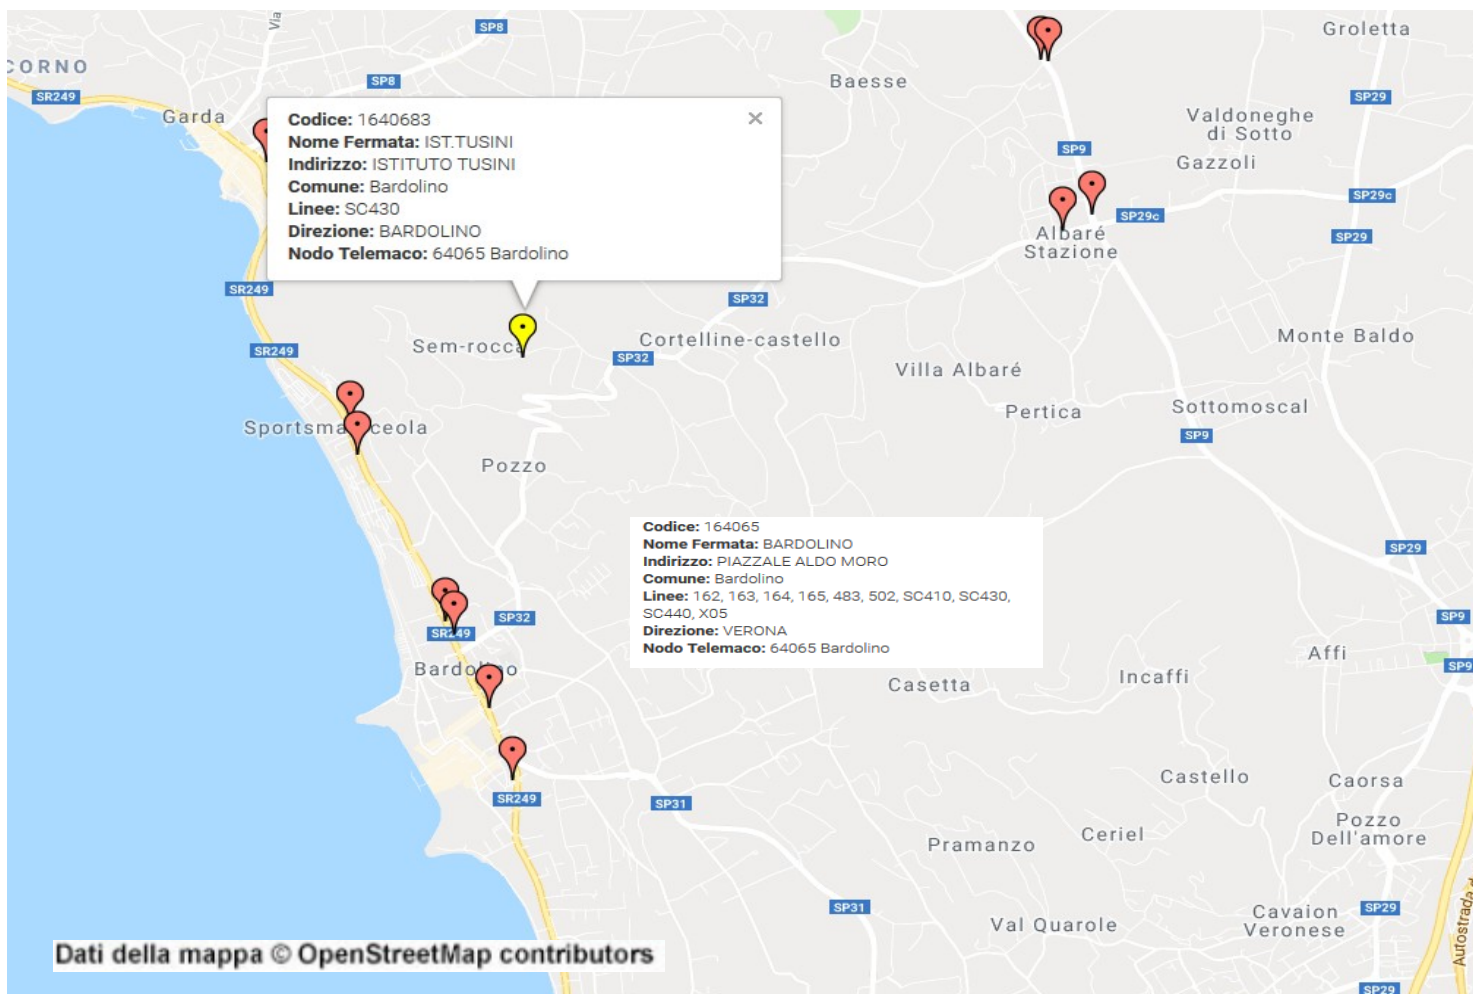 SP8
Via
Groletta
CORNO
SP8
Baesse
SR249
SP29
Garda
Valdoneghe
di Sotto
SP9
Gazzoli
Codice: 1640683
Nome Fermata: IST.TUSINI
Indirizzo: ISTITUTO TUSINI
Comune: Bardolino
Linee: SC430
Direzione: BARDOLINO
Nodo Telemaco: 64065 Bardolino
SP29c
SP29c
Albaré
Stazione
SP29
SR249
SP32
SR249
Sem-rocca
SP32
Cortelline-castello
Monte Baldo
Villa Albaré
Pertica
Sottomoscal
SP9
Pozzo
Codice: 164065
Nome Fermata: BARDOLINO
Indirizzo: PIAZZALE ALDO MORO
Comune: Bardolino
Linee: 162, 163, 164, 165, 483, 502, SC410, SC430,
SC440, X05
Direzione: VERONA
Nodo Telemaco: 64065 Bardolino
SP29
SP32
SR249
SP9
Bardolino
Affi
SP9
Casetta
Incaffi
Castello
Caorsa
SR249
SP31
Pozzo
Dell'amore
Ceriel
Pramanzo
SP31
SP29
Cavaion
Veronese
Val Quarole
Autostrada d
Dati della mappa © OpenStreetMap contributors
SP29